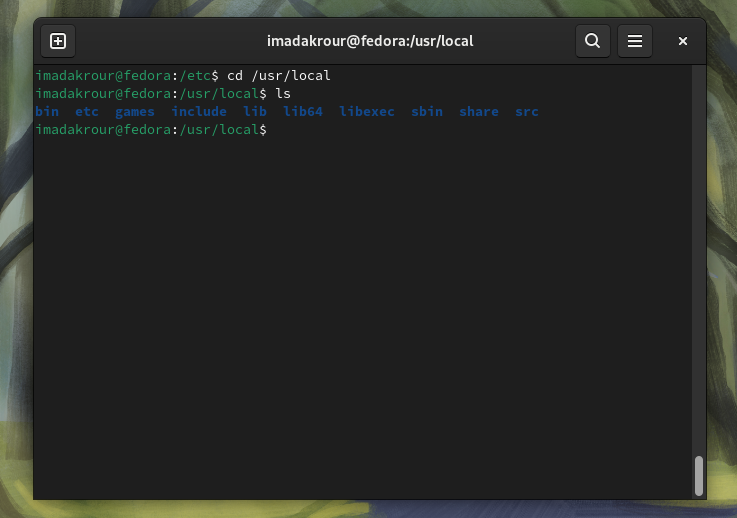 imadakrour@fedora:/usr/local
imadakrour@fedora:/etc$ cd /usr/local
imadakrour@fedora:/usr/local$ ls
bin  etc  games  include  lib  lib64  libexec  sbin  share  src
imadakrour@fedora:/usr/local$